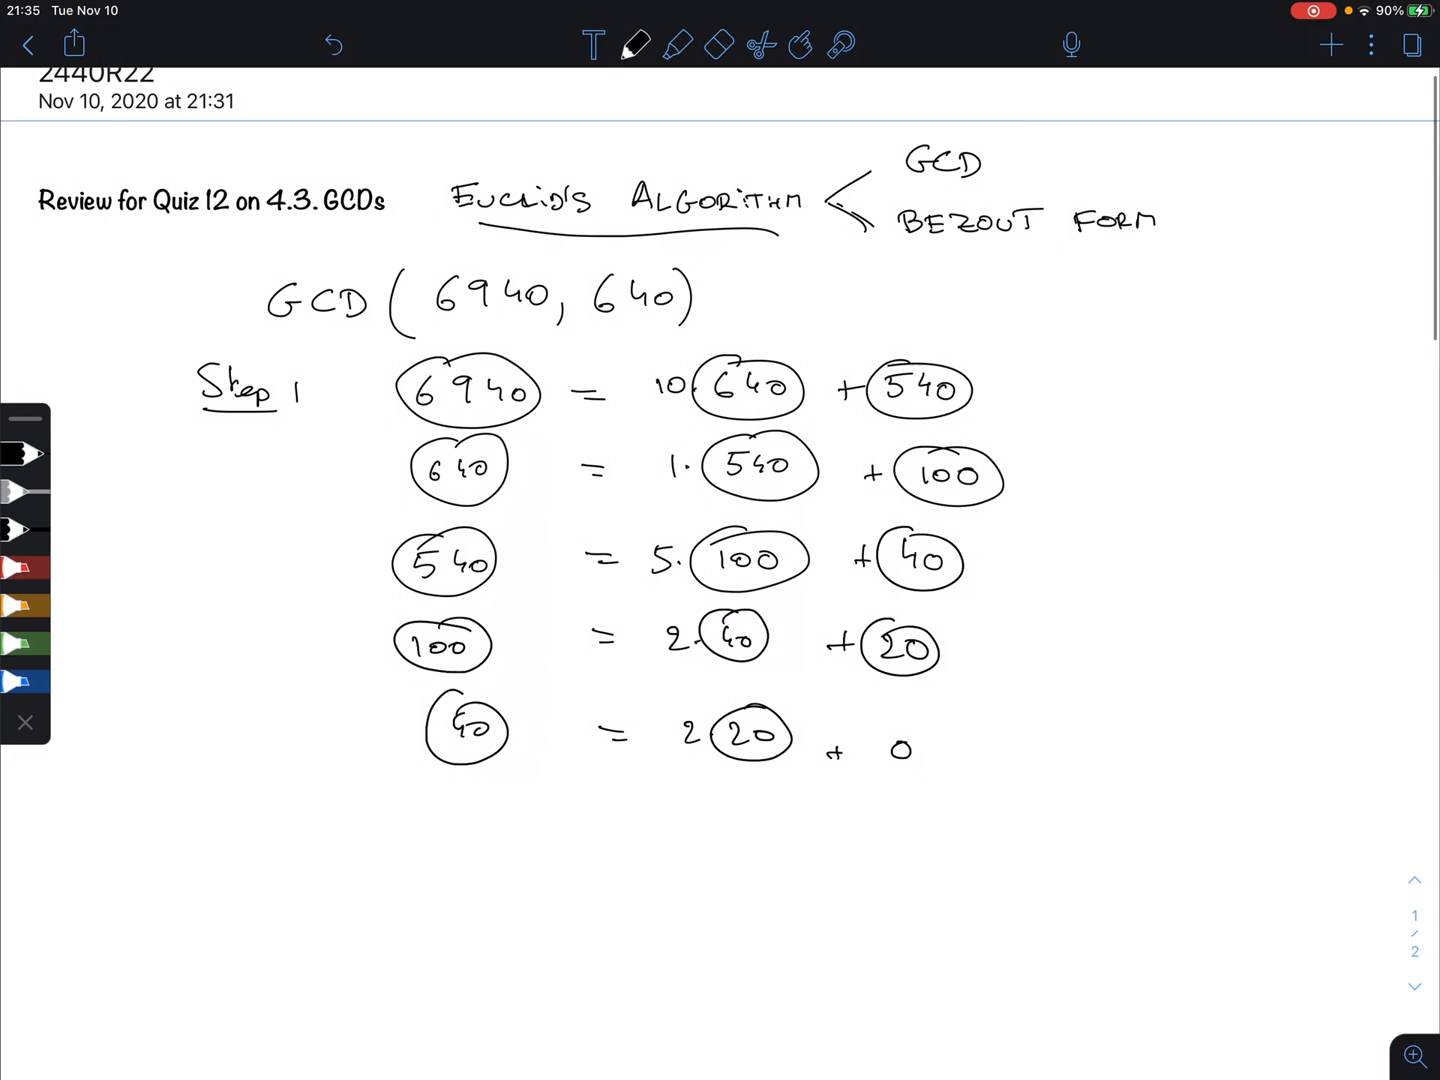 21:35 Tue Nov 10 90%
2440R22
Nov 10, 2020 at 21:31
Review for Quiz 12 on 4.3. GCDs EUCLID'S ALGORITHM < GCD
BEZOUT FORM
GCD ( 6940, 640)
Step 1 6940 = 10. 640 + 540
640 = 1. 540 + 100
540 = 5. 100 + 40
100 = 2. 40 + 20
40 = 2 20 + 0
1
/
2